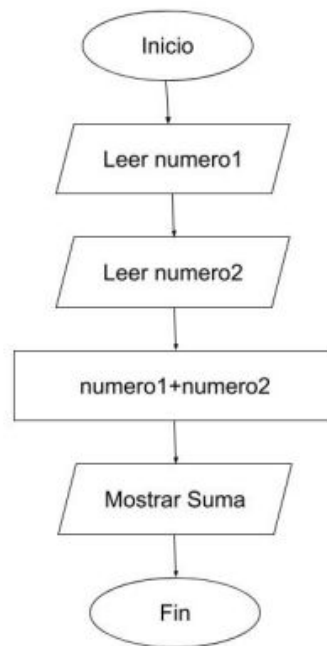 Inicio
Leer numero1
Leer numero2
numero1+numero2
Mostrar Suma
Fin